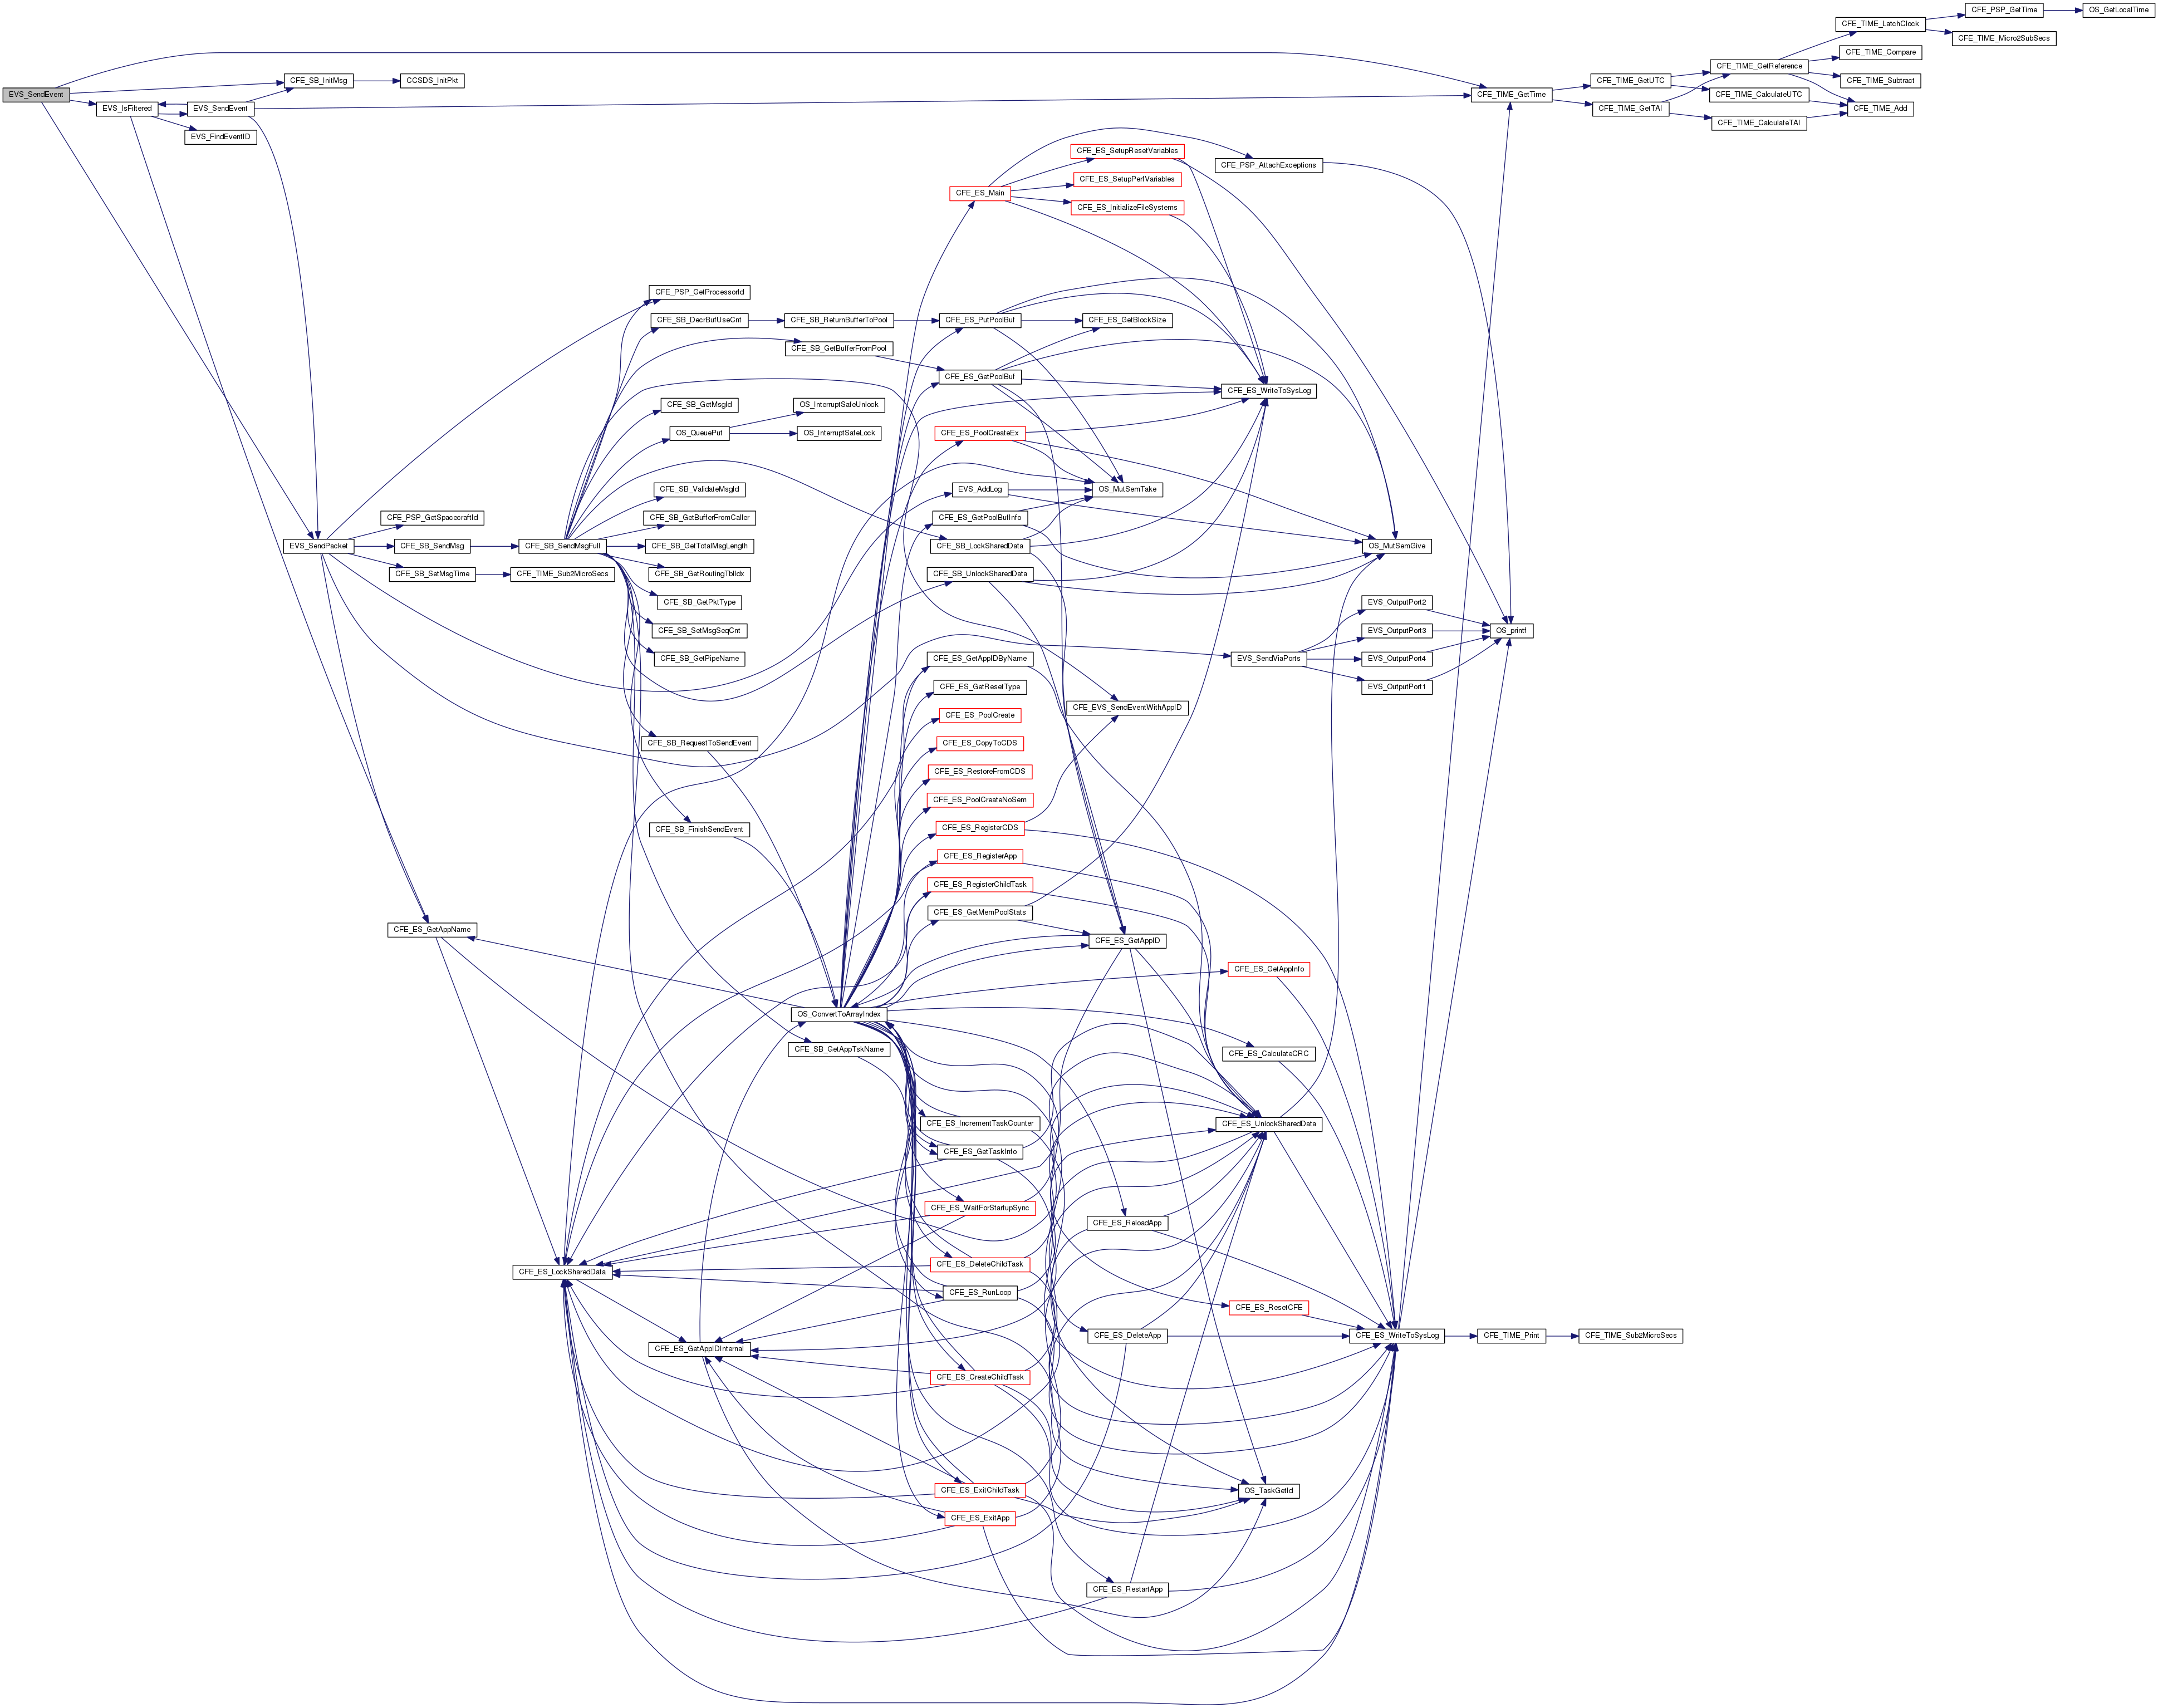 CFE_PSP_GetTime
OS_GetLocalTime
CFE_TIME_LatchClock
CFE_TIME_Micro2SubSecs
CFE_TIME_Compare
CFE_TIME_GetReference
CFE_SB_InitMsg
CCSDS_InitPkt
CFE_TIME_GetUTC
CFE_TIME_Subtract
EVS_SendEvent
CFE_TIME_GetTime
CFE_TIME_CalculateUTC
EVS_IsFiltered
EVS_SendEvent
CFE_TIME_GetTAI
CFE_TIME_Add
CFE_TIME_CalculateTAI
EVS_FindEventID
CFE_ES_SetupResetVariables
CFE_PSP_AttachExceptions
CFE_ES_SetupPerfVariables
CFE_ES_Main
CFE_ES_InitializeFileSystems
CFE_PSP_GetProcessorId
CFE_SB_DecrBufUseCnt
CFE_SB_ReturnBufferToPool
CFE_ES_PutPoolBuf
CFE_ES_GetBlockSize
CFE_SB_GetBufferFromPool
CFE_ES_GetPoolBuf
CFE_ES_WriteToSysLog
CFE_SB_GetMsgId
OS_InterruptSafeUnlock
OS_QueuePut
OS_InterruptSafeLock
CFE_ES_PoolCreateEx
CFE_SB_ValidateMsgId
EVS_AddLog
OS_MutSemTake
CFE_PSP_GetSpacecraftId
CFE_SB_GetBufferFromCaller
CFE_ES_GetPoolBufInfo
EVS_SendPacket
CFE_SB_SendMsg
CFE_SB_SendMsgFull
CFE_SB_GetTotalMsgLength
CFE_SB_LockSharedData
OS_MutSemGive
CFE_SB_SetMsgTime
CFE_TIME_Sub2MicroSecs
CFE_SB_GetRoutingTblIdx
CFE_SB_UnlockSharedData
CFE_SB_GetPktType
EVS_OutputPort2
CFE_SB_SetMsgSeqCnt
EVS_OutputPort3
OS_printf
CFE_SB_GetPipeName
CFE_ES_GetAppIDByName
EVS_SendViaPorts
EVS_OutputPort4
CFE_ES_GetResetType
EVS_OutputPort1
CFE_EVS_SendEventWithAppID
CFE_ES_PoolCreate
CFE_SB_RequestToSendEvent
CFE_ES_CopyToCDS
CFE_ES_RestoreFromCDS
CFE_ES_PoolCreateNoSem
CFE_SB_FinishSendEvent
CFE_ES_RegisterCDS
CFE_ES_RegisterApp
CFE_ES_RegisterChildTask
CFE_ES_GetMemPoolStats
CFE_ES_GetAppName
CFE_ES_GetAppID
CFE_ES_GetAppInfo
OS_ConvertToArrayIndex
CFE_SB_GetAppTskName
CFE_ES_CalculateCRC
CFE_ES_IncrementTaskCounter
CFE_ES_UnlockSharedData
CFE_ES_GetTaskInfo
CFE_ES_WaitForStartupSync
CFE_ES_ReloadApp
CFE_ES_LockSharedData
CFE_ES_DeleteChildTask
CFE_ES_RunLoop
CFE_ES_ResetCFE
CFE_ES_DeleteApp
CFE_ES_WriteToSysLog
CFE_TIME_Print
CFE_TIME_Sub2MicroSecs
CFE_ES_GetAppIDInternal
CFE_ES_CreateChildTask
CFE_ES_ExitChildTask
OS_TaskGetId
CFE_ES_ExitApp
CFE_ES_RestartApp